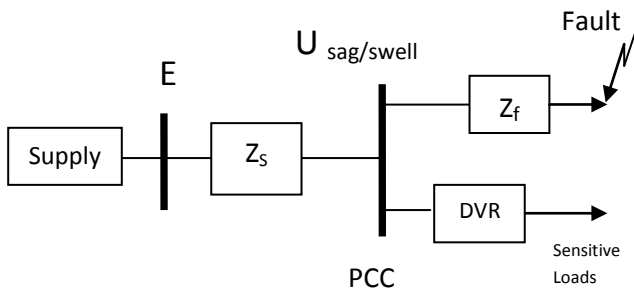 Fault
U sag/swell
E
Supply
Zs
Zf
DVR
Sensitive
Loads
PCC